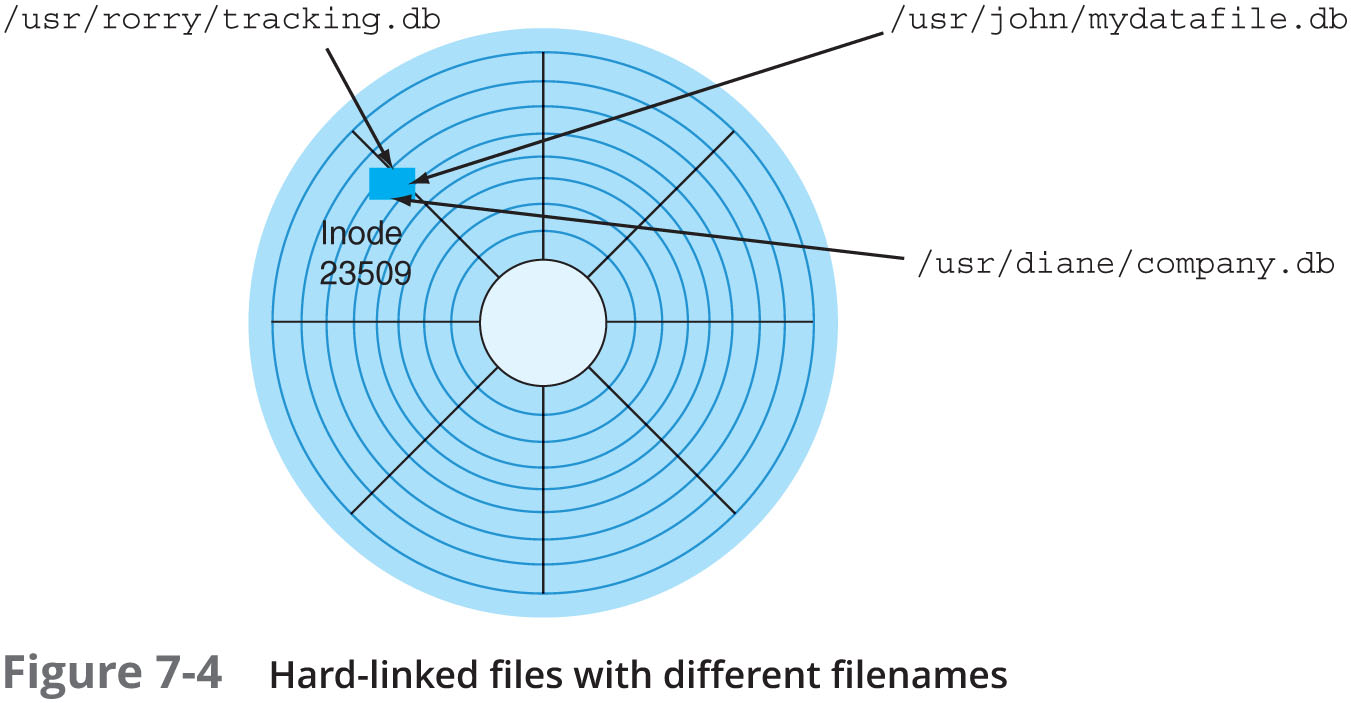 /usr/rorry/tracking.db
/usr/john/mydatafile.db
Inode
23509
/usr/diane/company.db
Figure 7-4 Hard-linked files with different filenames